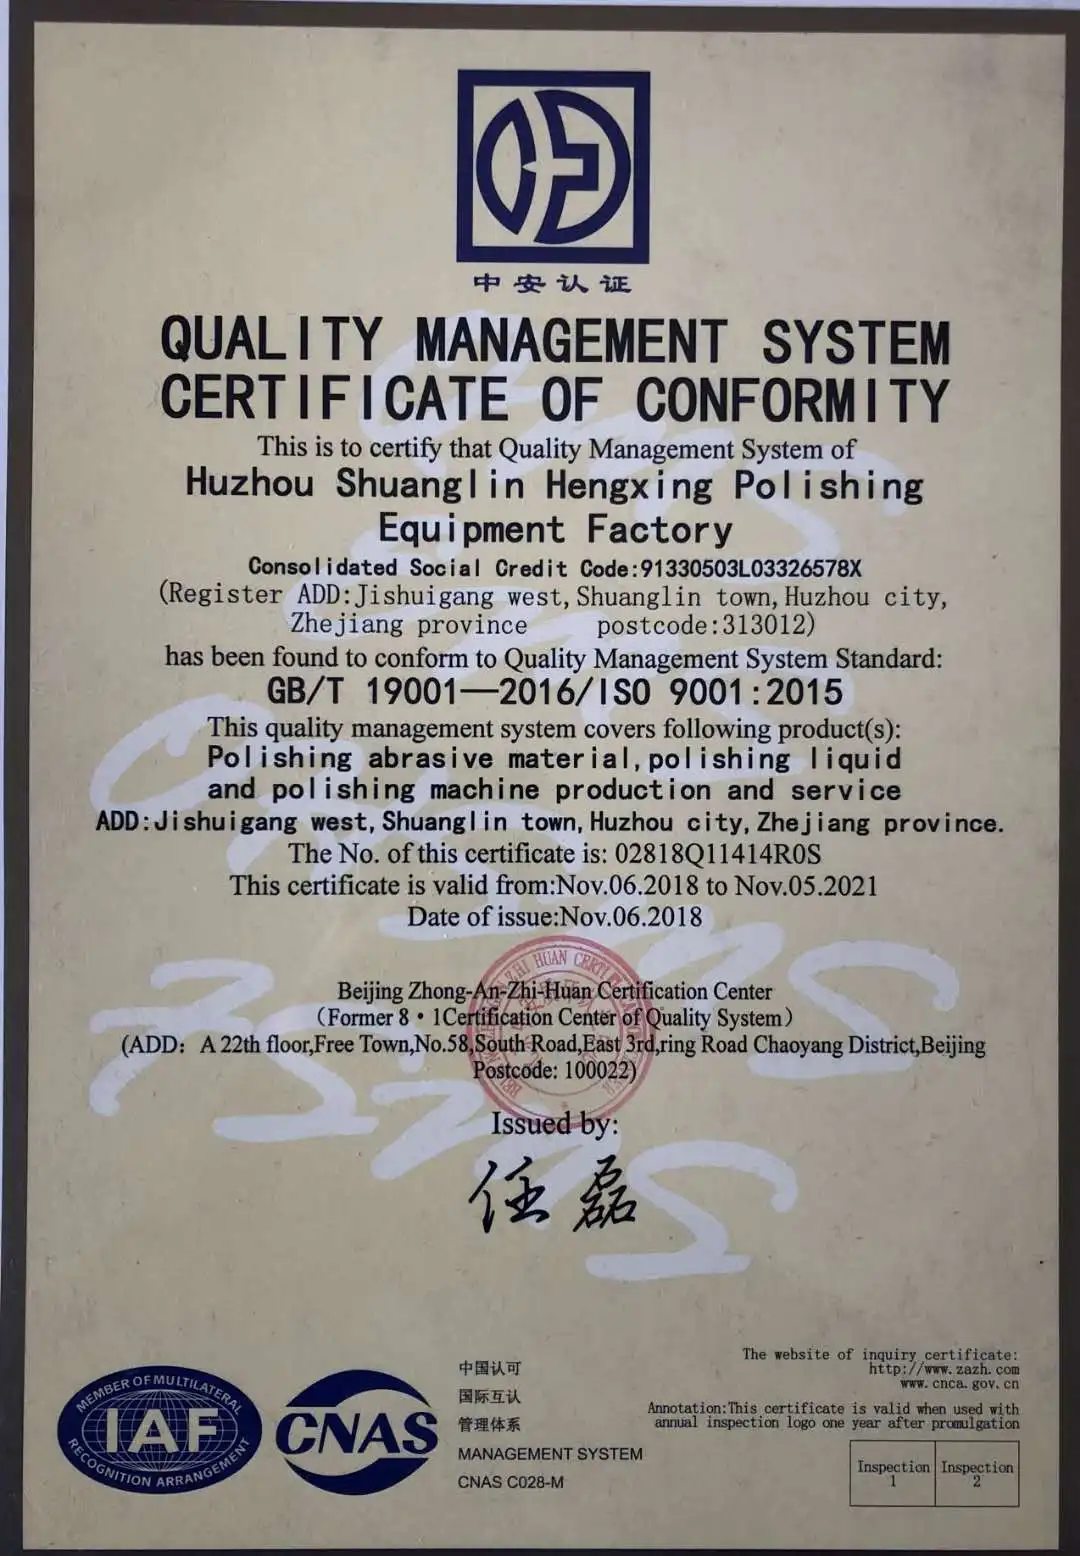 中安认证
QUALITY MANAGEMENT SYSTEM
CERTIFICATE OF CONFORMITY
This is to certify that Quality Management System of
Huzhou Shuanglin Hengxing Polishing
Equipment Factory
Consolidated Social Credit Code:91330503L03326578X
(Register ADD:Jishuigang west,Shuanglin town,Huzhou city,
Zhejiang province postcode:313012)
has been found to conform to Quality Management System Standard:
GB/T 19001—2016/ISO 9001:2015
This quality management system covers following product(s):
Polishing abrasive material,polishing liquid
and polishing machine production and service
ADD:Jishuigang west,Shuanglin town,Huzhou city,Zhejiang province.
The No. of this certificate is: 02818Q11414R0S
This certificate is valid from:Nov.06.2018 to Nov.05.2021
Date of issue:Nov.06.2018
Beijing Zhong-An-Zhi-Huan Certification Center
(Former 8·1Certification Center of Quality System)
(ADD: A 22th floor,Free Town,No.58,South Road,East 3rd,ring Road Chaoyang District,Beijing
Postcode: 100022)
Issued by:
任磊
MEMBER OF MULTILATERAL
IAF
RECOGNITION ARRANGEMENT
CNAS
中国认可
国际互认
管理体系
MANAGEMENT SYSTEM
CNAS C028-M
The website of inquiry certificate:
http://www.zazh.com
www.cnca.gov.cn
Annotation:This certificate is valid when used with
annual inspection logo one year after promulgation
Inspection 1
Inspection 2